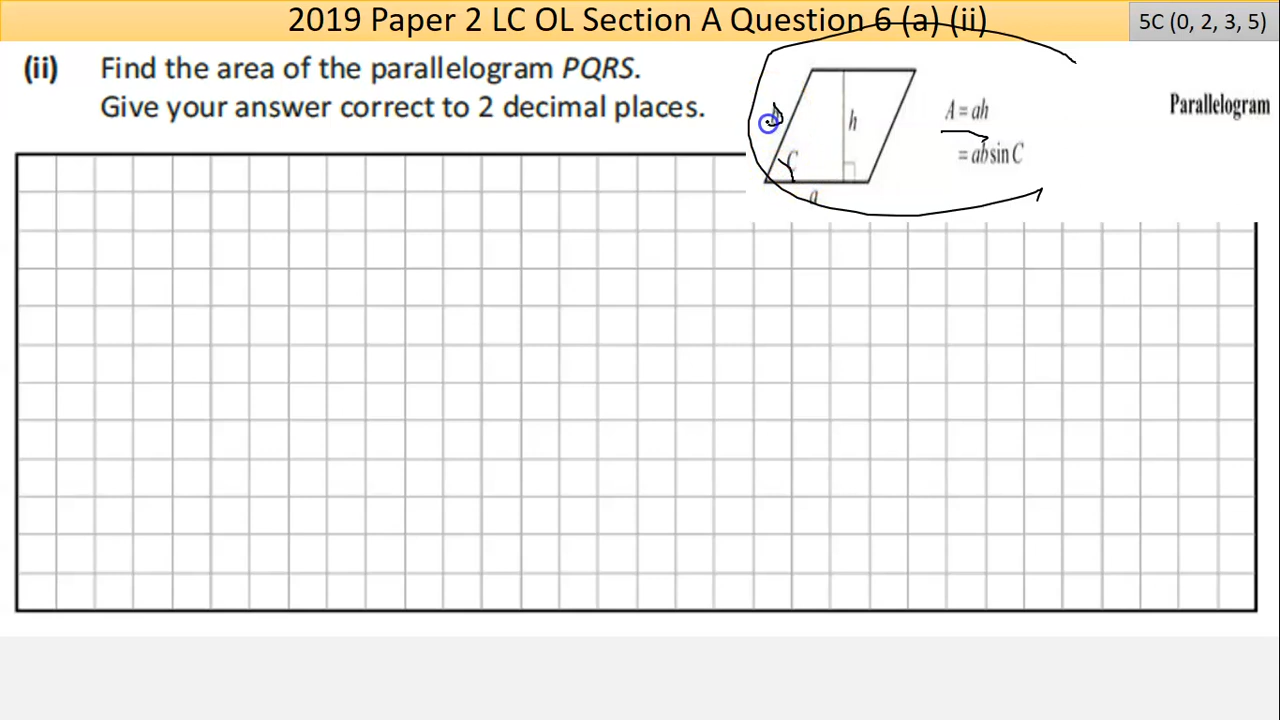 2019 Paper 2 LC OL Section A Question 6 (a) (ii)
5C (0, 2, 3, 5)
(ii) Find the area of the parallelogram PQRS.
Give your answer correct to 2 decimal places.
h
C
a
A = ah
= ab sin C
Parallelogram